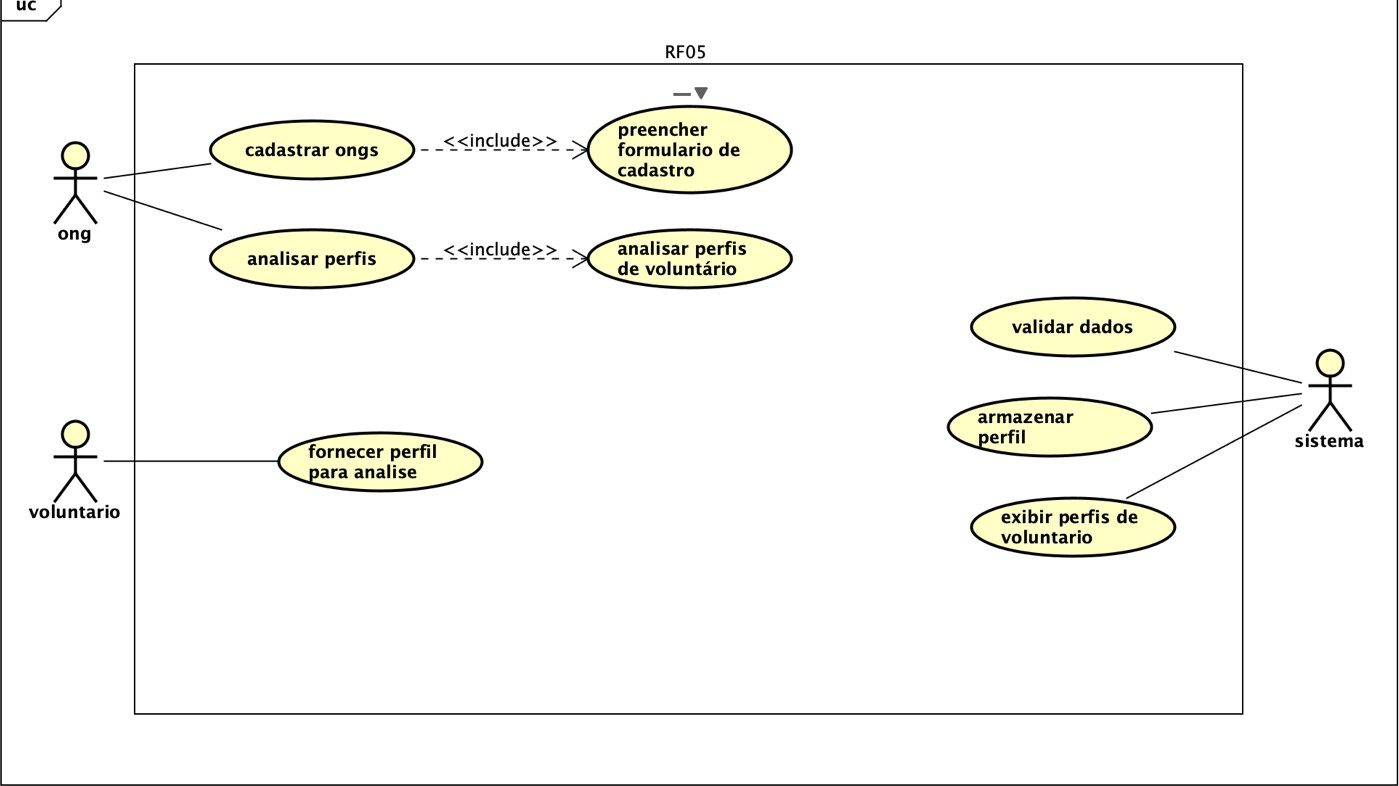 uc
RF05
cadastrar ongs
<<include>>
preencher
formulario de
cadastro
ong
analisar perfis
<<include>>
analisar perfis
de voluntário
validar dados
armazenar
perfil
sistema
fornecer perfil
para analise
voluntario
exibir perfis de
voluntario